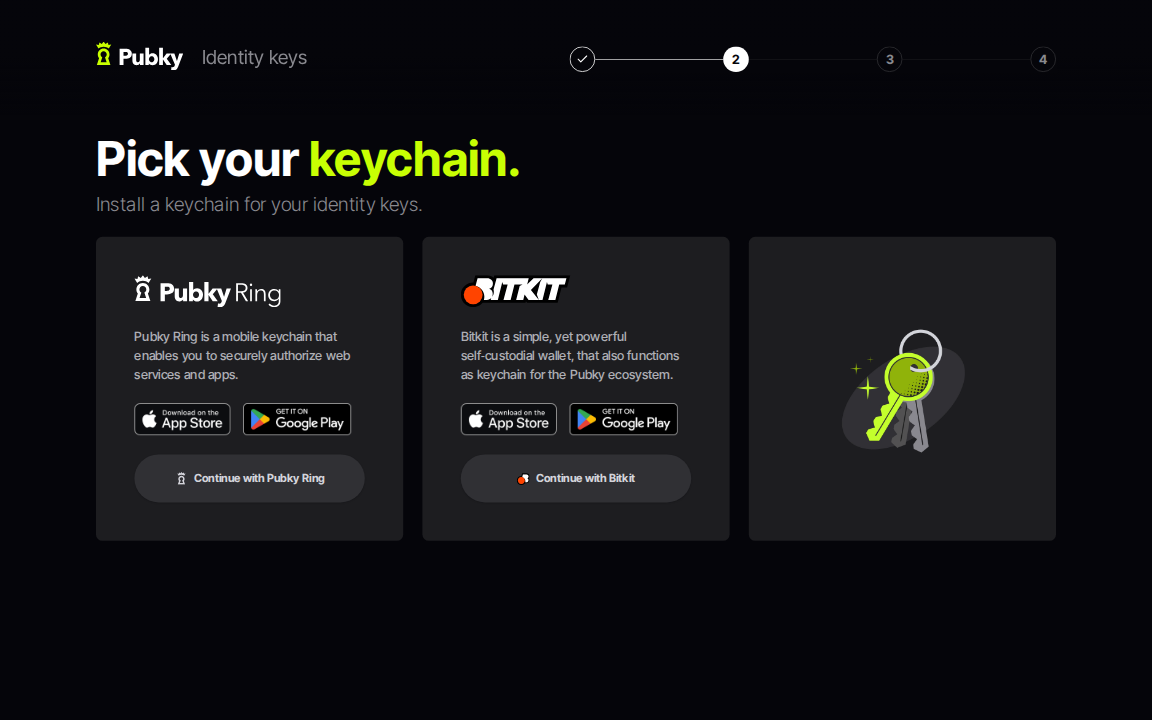 Pubky Identity keys
2
3
4
Pick your keychain.
Install a keychain for your identity keys.
Pubky Ring
Pubky Ring is a mobile keychain that
enables you to securely authorize web
services and apps.
Download on the
App Store
GET IT ON
Google Play
Continue with Pubky Ring
BITKIT
Bitkit is a simple, yet powerful
self-custodial wallet, that also functions
as keychain for the Pubky ecosystem.
Download on the
App Store
GET IT ON
Google Play
Continue with Bitkit